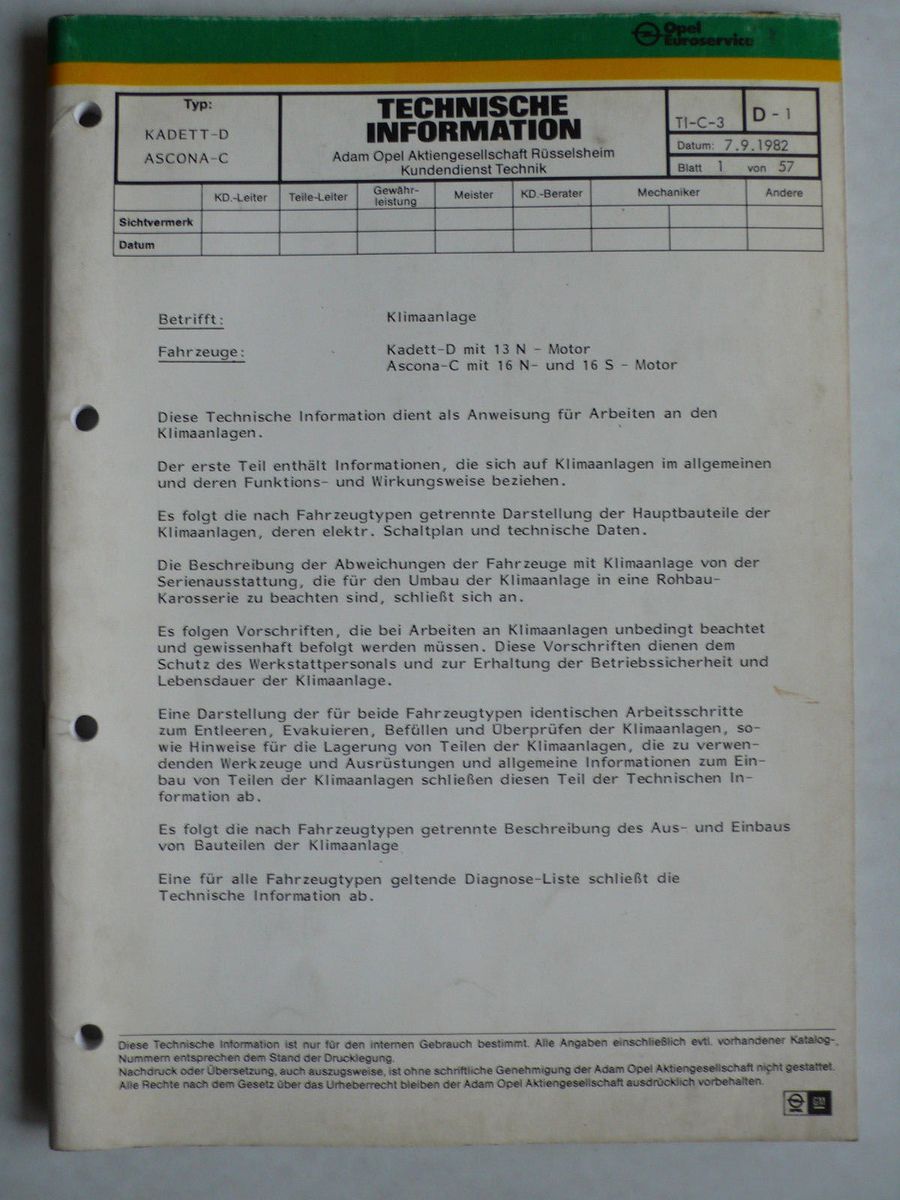 Opel
Euroservice
Typ:
KADETT-D
ASCONA-C
TECHNISCHE
INFORMATION
Adam Opel Aktiengesellschaft Rüsselsheim
Kundendienst Technik
TI-C-3
D - 1
Datum: 7.9.1982
Blatt 1 von 57
KD.-Leiter Teile-Leiter Gewähr-
leistung Meister KD.-Berater Mechaniker Andere
Sichtvermerk
Datum
Betrifft: Klimaanlage
Fahrzeuge: Kadett-D mit 13 N - Motor
Ascona-C mit 16 N- und 16 S - Motor
Diese Technische Information dient als Anweisung für Arbeiten an den
Klimaanlagen.
Der erste Teil enthält Informationen, die sich auf Klimaanlagen im allgemeinen
und deren Funktions- und Wirkungsweise beziehen.
Es folgt die nach Fahrzeugtypen getrennte Darstellung der Hauptbauteile der
Klimaanlagen, deren elektr. Schaltplan und technische Daten.
Die Beschreibung der Abweichungen der Fahrzeuge mit Klimaanlage von der
Serienausstattung, die für den Umbau der Klimaanlage in eine Rohbau-
Karosserie zu beachten sind, schließt sich an.
Es folgen Vorschriften, die bei Arbeiten an Klimaanlagen unbedingt beachtet
und gewissenhaft befolgt werden müssen. Diese Vorschriften dienen dem
Schutz des Werkstattpersonals und zur Erhaltung der Betriebssicherheit und
Lebensdauer der Klimaanlage.
Eine Darstellung der für beide Fahrzeugtypen identischen Arbeitsschritte
zum Entleeren, Evakuieren, Befüllen und Überprüfen der Klimaanlagen, so-
wie Hinweise für die Lagerung von Teilen der Klimaanlagen, die zu verwen-
denden Werkzeuge und Ausrüstungen und allgemeine Informationen zum Ein-
bau von Teilen der Klimaanlagen schließen diesen Teil der Technischen In-
formation ab.
Es folgt die nach Fahrzeugtypen getrennte Beschreibung des Aus- und Einbaus
von Bauteilen der Klimaanlage
Eine für alle Fahrzeugtypen geltende Diagnose-Liste schließt die
Technische Information ab.
Diese Technische Information ist nur für den internen Gebrauch bestimmt. Alle Angaben einschließlich evtl. vorhandener Katalog-
Nummern entsprechen dem Stand der Drucklegung.
Nachdruck oder Übersetzung, auch auszugsweise, ist ohne schriftliche Genehmigung der Adam Opel Aktiengesellschaft nicht gestattet.
Alle Rechte nach dem Gesetz über das Urheberrecht bleiben der Adam Opel Aktiengesellschaft ausdrücklich vorbehalten.
OPEL GM